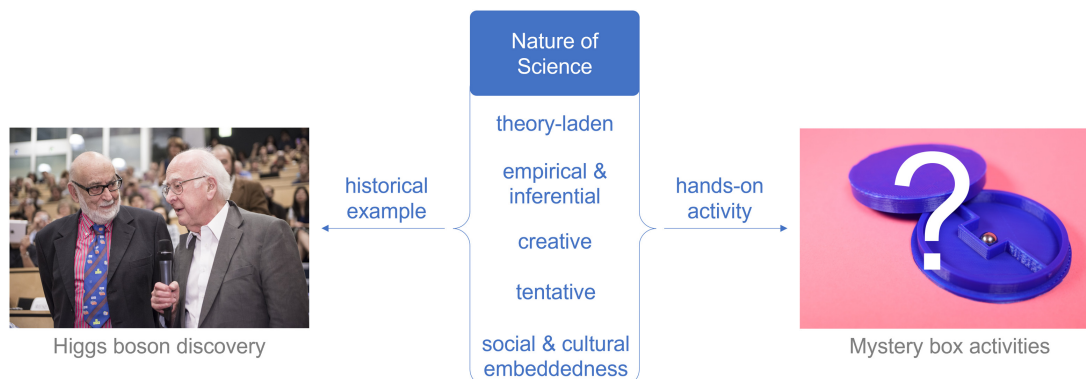 Nature of
Science
theory-laden
empirical &
inferential
creative
tentative
social & cultural
embeddedness
historical
example
Higgs boson discovery
hands-on
activity
?
Mystery box activities